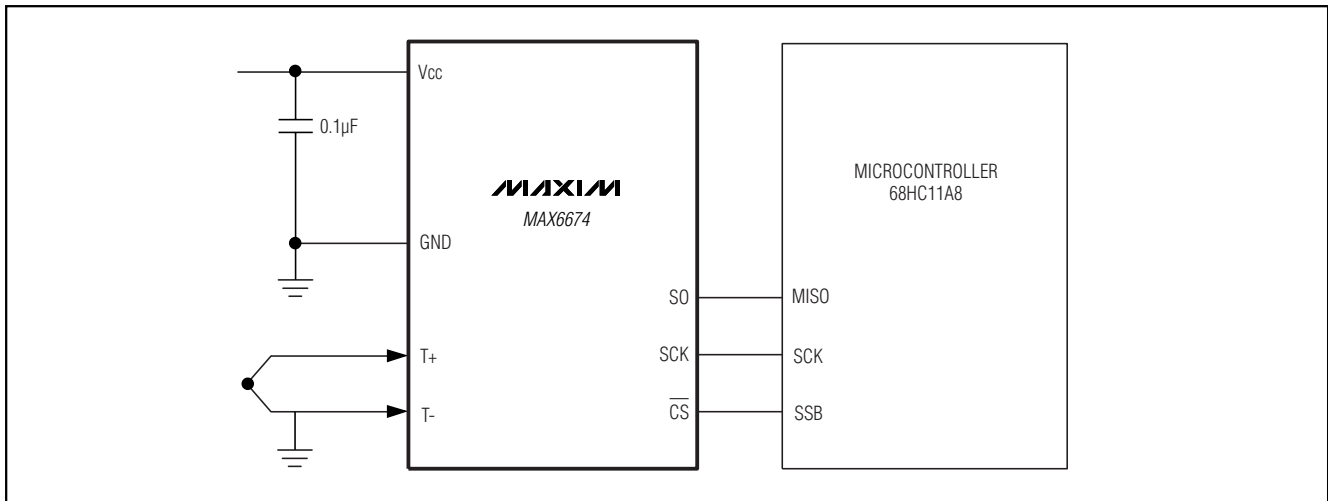 Vcc
0.1µF
MAXIM
MAX6674
GND
T+
T-
SO
SCK
CS
MICROCONTROLLER
68HC11A8
MISO
SCK
SSB